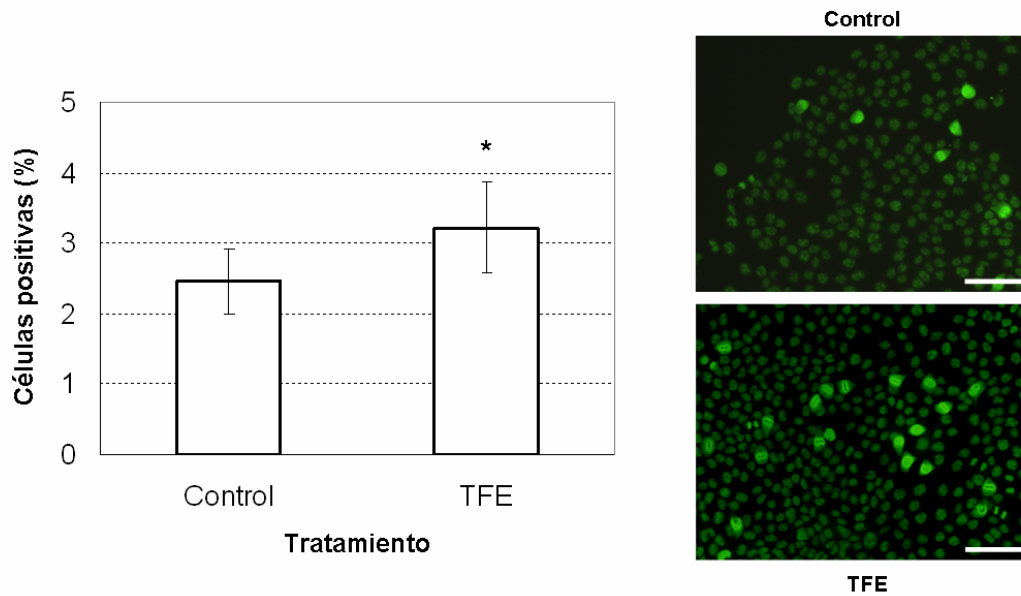 Control
5
4
3
2
1
0
*
Células positivas (%)
Control TFE
Tratamiento
TFE